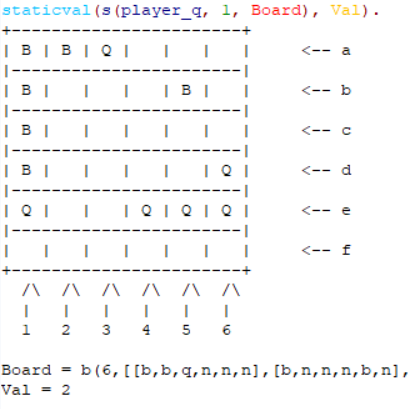 staticval(s(player_q, 1, Board), Val).
+-----------------------+
| B | B | Q |   |   |   |     <-- a
|-----------------------|
| B |   |   |   | B |   |     <-- b
|-----------------------|
| B |   |   |   |   |   |     <-- c
|-----------------------|
| B |   |   |   |   | Q |     <-- d
|-----------------------|
| Q |   |   | Q | Q | Q |     <-- e
|-----------------------|
|   |   |   |   |   |   |     <-- f
+-----------------------+
  /\  /\  /\  /\  /\  /\
  |   |   |   |   |   |
  1   2   3   4   5   6
Board = b(6,[[b,b,q,n,n,n],[b,n,n,n,b,n],
Val = 2